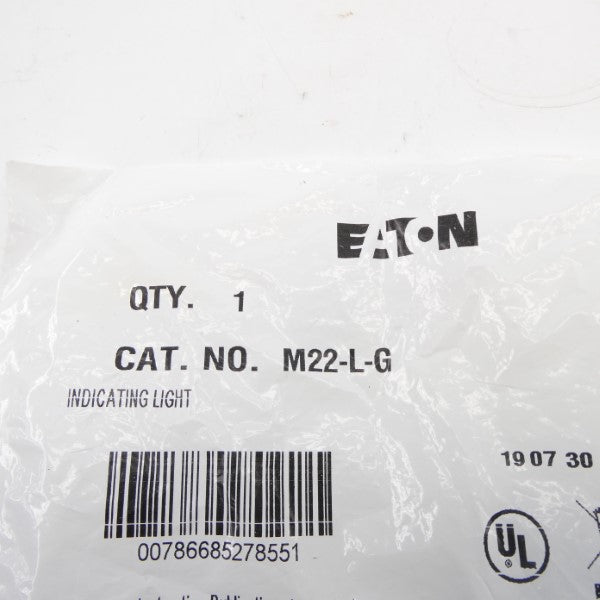 EATON
QTY. 1
CAT. NO. M22-L-G
INDICATING LIGHT
19 07 30
00786685278551
UL